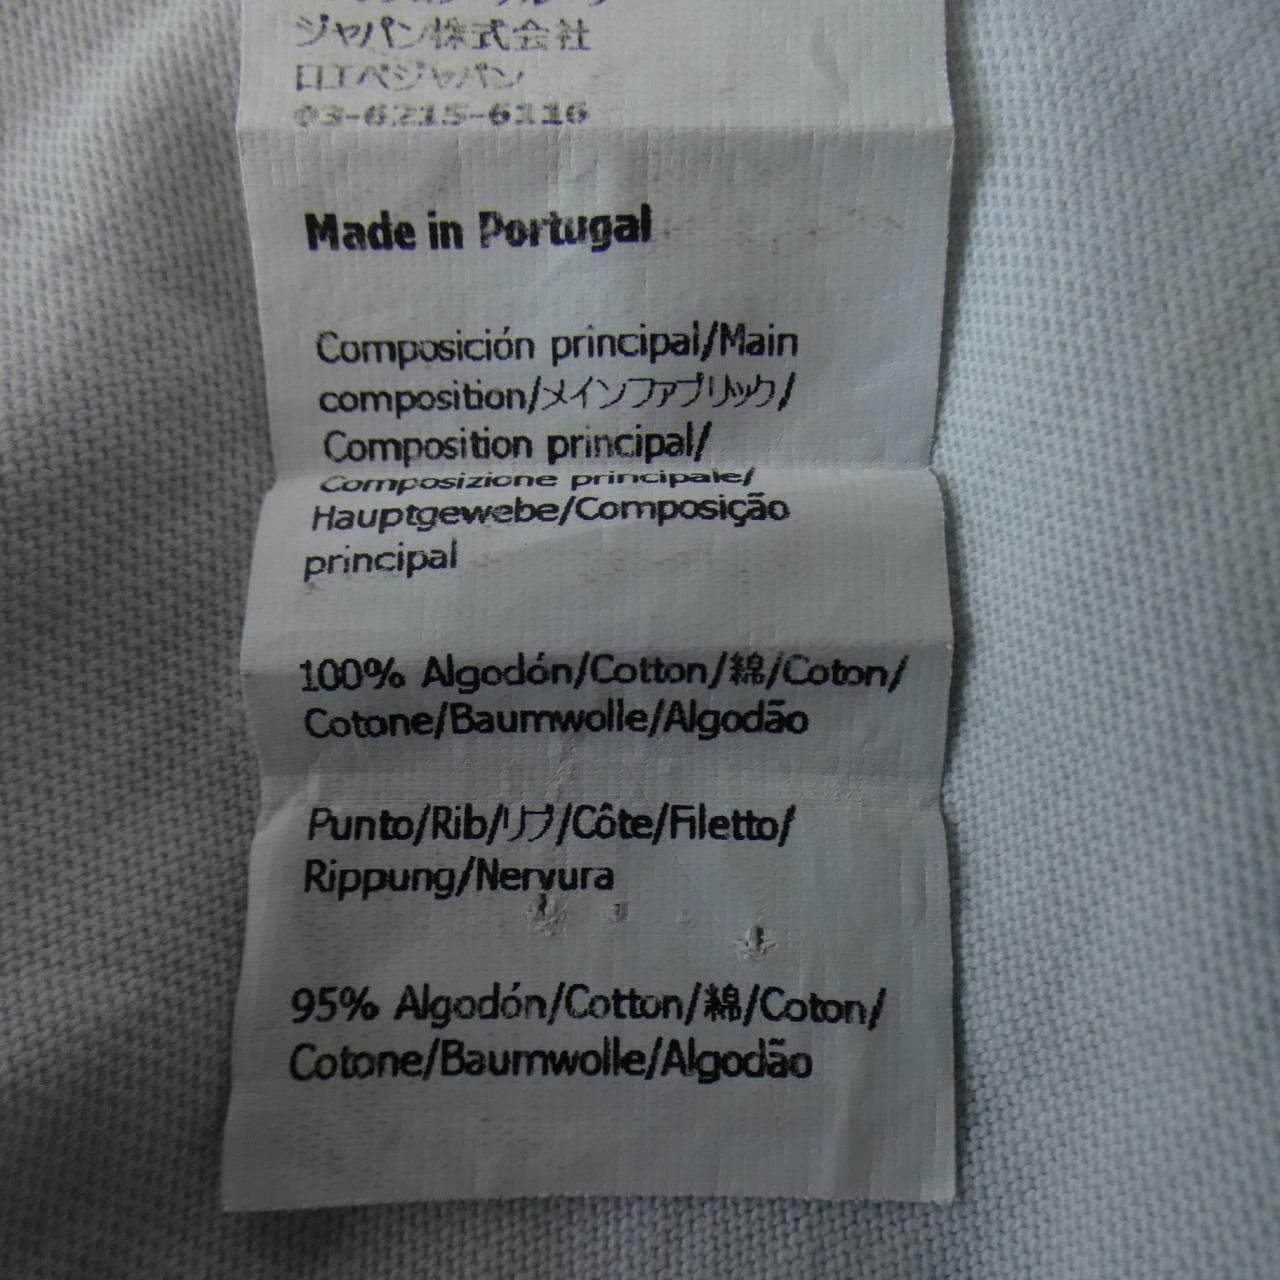 ジャパン株式会社
ロエベジャパン
03-6215-6116
Made in Portugal
Composición principal/Main
composition/メインファブリック/
Composition principal/
Composizione principale/
Hauptgewebe/Composição
principal
100% Algodón/Cotton/綿/Coton/
Cotone/Baumwolle/Algodão
Punto/Rib/リブ/Côte/Filetto/
Rippung/Nervura
95% Algodón/Cotton/綿/Coton/
Cotone/Baumwolle/Algodão